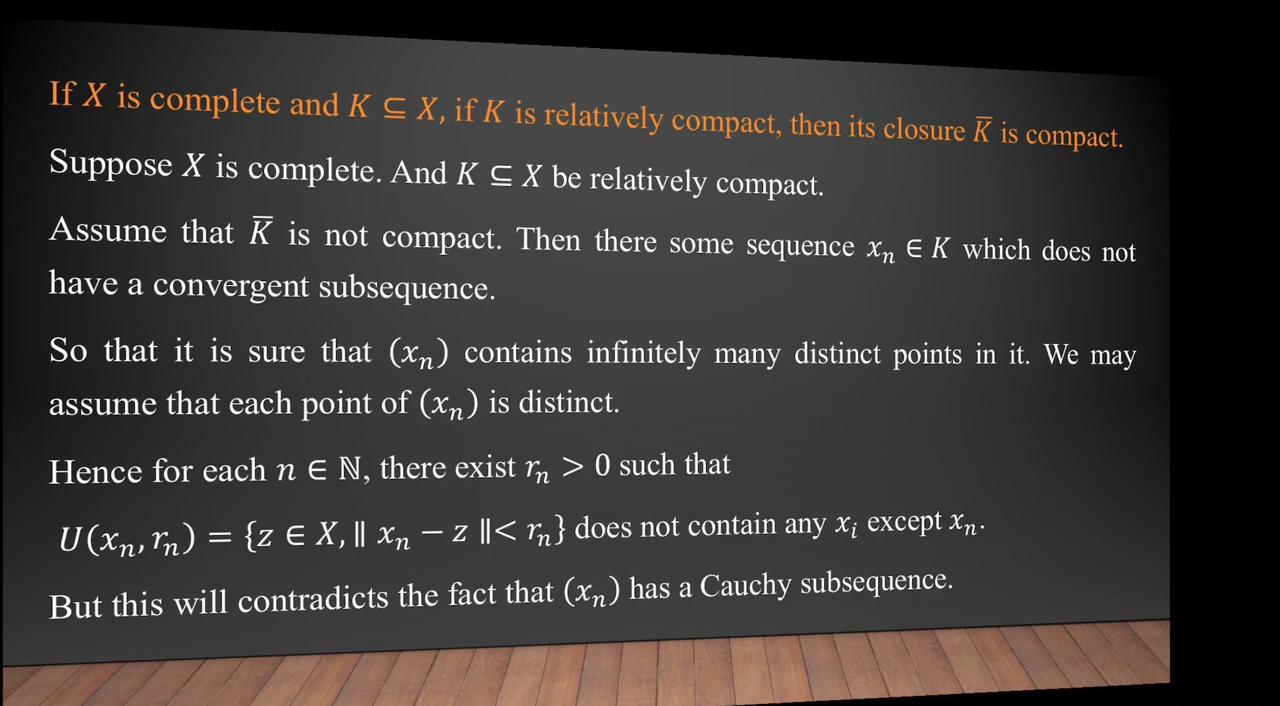 If X is complete and K ⊆ X, if K is relatively compact, then its closure K̅ is compact.
Suppose X is complete. And K ⊆ X be relatively compact.
Assume that K̅ is not compact. Then there some sequence xₙ ∈ K which does not
have a convergent subsequence.
So that it is sure that (xₙ) contains infinitely many distinct points in it. We may
assume that each point of (xₙ) is distinct.
Hence for each n ∈ ℕ, there exist rₙ > 0 such that
U(xₙ, rₙ) = {z ∈ X, ∥ xₙ − z ∥< rₙ} does not contain any xᵢ except xₙ.
But this will contradicts the fact that (xₙ) has a Cauchy subsequence.